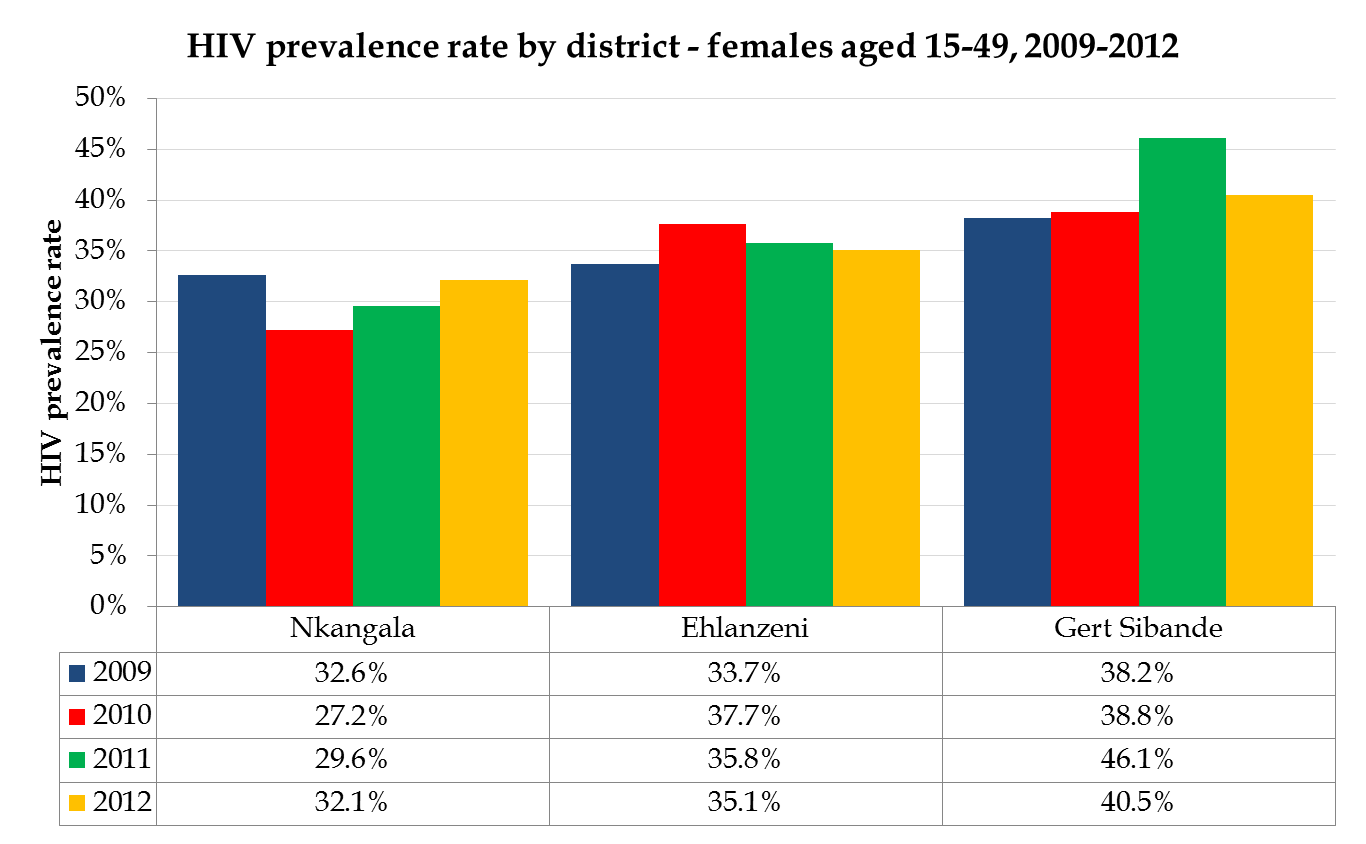 HIV prevalence rate by district - females aged 15-49, 2009-2012
HIV prevalence rate
50%
45%
40%
35%
30%
25%
20%
15%
10%
5%
0%
Nkangala Ehlanzeni Gert Sibande
2009 32.6% 33.7% 38.2%
2010 27.2% 37.7% 38.8%
2011 29.6% 35.8% 46.1%
2012 32.1% 35.1% 40.5%